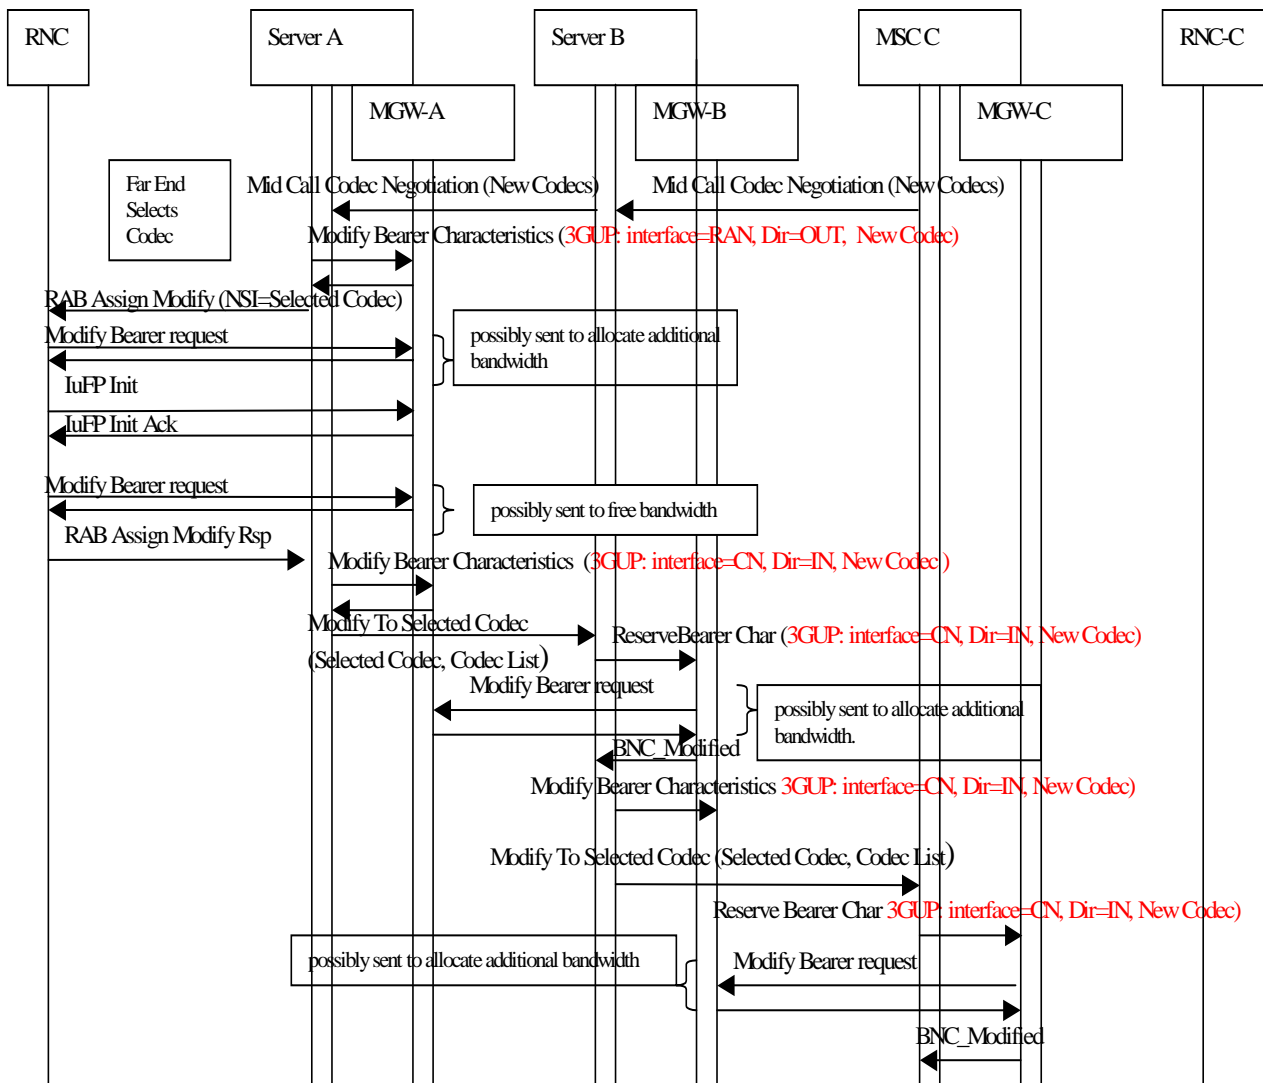 RNC
Server A
Server B
MSC C
RNC-C
MGW-A
MGW-B
MGW-C
Far End
Selects
Codec
Mid Call Codec Negotiation (New Codecs)
Mid Call Codec Negotiation (New Codecs)
Modify Bearer Characteristics (3GUP: interface=RAN, Dir=OUT, New Codec)
RAB Assign Modify (NSI=Selected Codec)
Modify Bearer request
possibly sent to allocate additional
bandwidth
IuFP Init
IuFP Init Ack
Modify Bearer request
possibly sent to free bandwidth
RAB Assign Modify Rsp
Modify Bearer Characteristics (3GUP: interface=CN, Dir=IN, New Codec )
Modify To Selected Codec
(Selected Codec, Codec List)
ReserveBearer Char (3GUP: interface=CN, Dir=IN, New Codec)
Modify Bearer request
possibly sent to allocate additional
bandwidth.
BNC_Modified
Modify Bearer Characteristics 3GUP: interface=CN, Dir=IN, New Codec)
Modify To Selected Codec (Selected Codec, Codec List)
Reserve Bearer Char 3GUP: interface=CN, Dir=IN, New Codec)
possibly sent to allocate additional bandwidth
Modify Bearer request
BNC_Modified